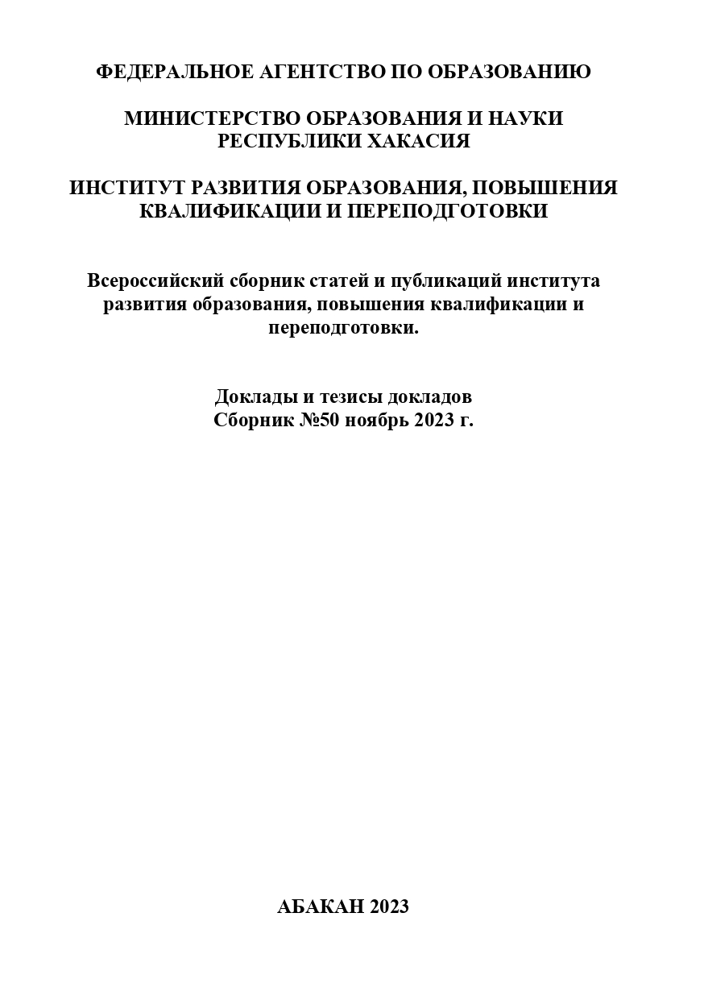 ФЕДЕРАЛЬНОЕ АГЕНТСТВО ПО ОБРАЗОВАНИЮ
МИНИСТЕРСТВО ОБРАЗОВАНИЯ И НАУКИ
РЕСПУБЛИКИ ХАКАСИЯ
ИНСТИТУТ РАЗВИТИЯ ОБРАЗОВАНИЯ, ПОВЫШЕНИЯ
КВАЛИФИКАЦИИ И ПЕРЕПОДГОТОВКИ
Всероссийский сборник статей и публикаций института
развития образования, повышения квалификации и
переподготовки.
Доклады и тезисы докладов
Сборник №50 ноябрь 2023 г.
АБАКАН 2023